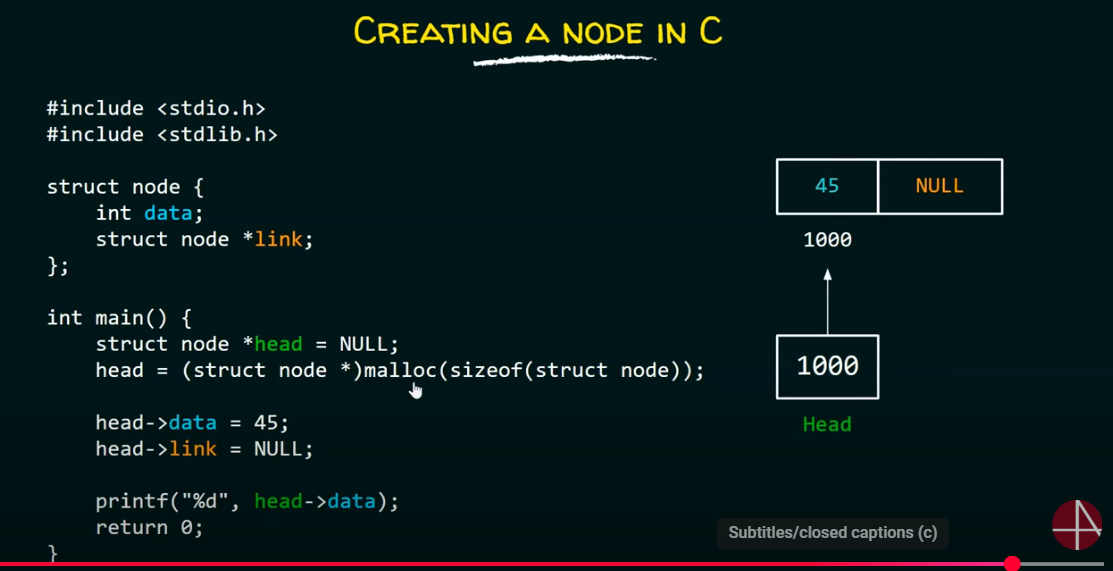 CREATING A NODE IN C
#include <stdio.h>
#include <stdlib.h>
struct node {
    int data;
    struct node *link;
};
int main() {
    struct node *head = NULL;
    head = (struct node *)malloc(sizeof(struct node));
    head->data = 45;
    head->link = NULL;
    printf("%d", head->data);
    return 0;
}
45 NULL
1000
1000
Head
Subtitles/closed captions (c)